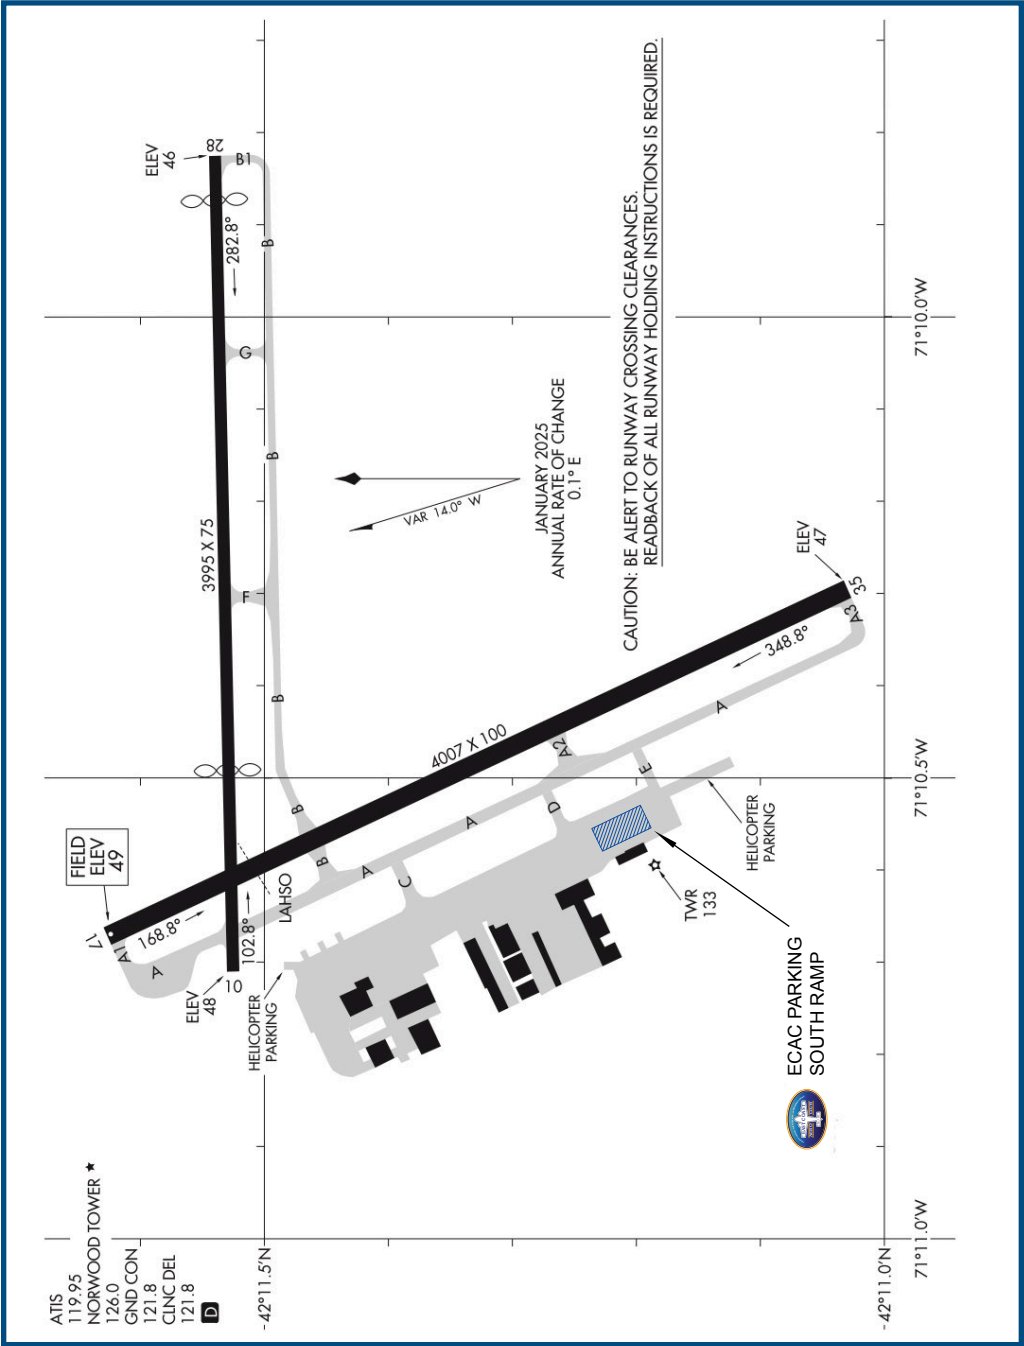 ATIS
119.95
NORWOOD TOWER ★
126.0
GND CON
121.8
CLNC DEL
121.8
D
FIELD
ELEV
49
17
A1
A
168.8°
ELEV
48
10
102.8°
LAHSO
HELICOPTER
PARKING
ELEV
46
28
B1
B
282.8°
G
B
3995 X 75
F
B
B
B
A
C
4007 X 100
A
D
A2
E
A
348.8°
A3
35
ELEV
47
VAR 14.0° W
JANUARY 2025
ANNUAL RATE OF CHANGE
0.1° E
CAUTION: BE ALERT TO RUNWAY CROSSING CLEARANCES.
READBACK OF ALL RUNWAY HOLDING INSTRUCTIONS IS REQUIRED.
HELICOPTER
PARKING
TWR
133
ECAC PARKING
SOUTH RAMP
42°11.5'N
42°11.0'N
71°11.0'W
71°10.5'W
71°10.0'W